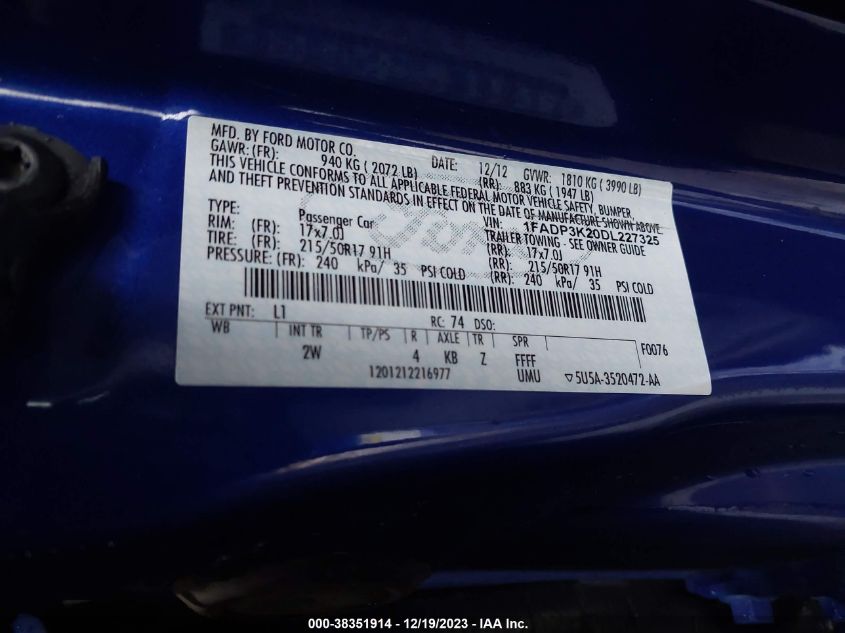 MFD. BY FORD MOTOR CO. DATE: 12/12 GVWR: 1810 KG ( 3990 LB)
GAWR: (FR): 940 KG ( 2072 LB) (RR): 883 KG ( 1947 LB)
THIS VEHICLE CONFORMS TO ALL APPLICABLE FEDERAL MOTOR VEHICLE SAFETY, BUMPER,
AND THEFT PREVENTION STANDARDS IN EFFECT ON THE DATE OF MANUFACTURE SHOWN ABOVE
VIN: 1FADP3K20DL227325
TYPE: Passenger Car TRAILER TOWING - SEE OWNER GUIDE
RIM: (FR): 17x7.0J (RR): 17x7.0J
TIRE: (FR): 215/50R17 91H (RR): 215/50R17 91H
PRESSURE: (FR): 240 kPa/ 35 PSI COLD (RR): 240 kPa/ 35 PSI COLD
EXT PNT: L1 RC: 74 DSO: F0076
WB INT TR TP/PS R AXLE TR SPR
2W 4 KB Z FFFF
1201212216977 UMU ▽5U5A-3520472-AA
000-38351914 - 12/19/2023 - IAA Inc.